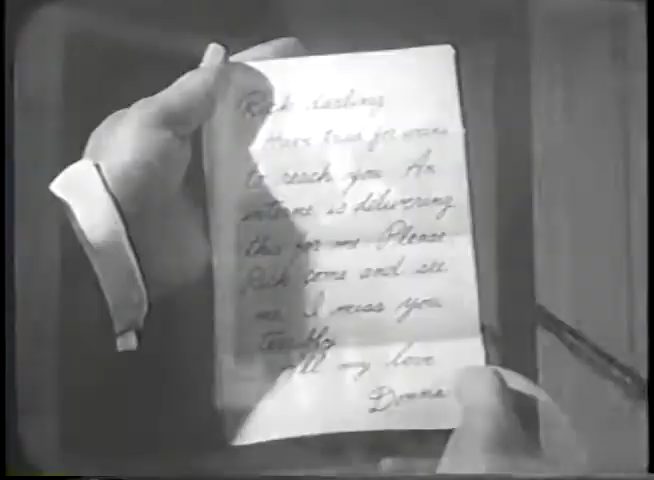 Rick darling
Have tried for weeks
to reach you. An
interne is delivering
this for me. Please
Rick come and see
me. I miss you
terribly
All my love
Donna